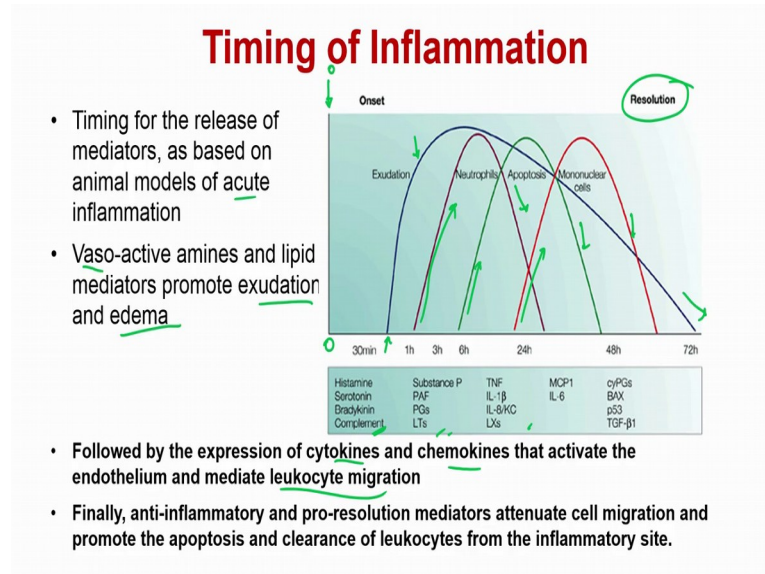 Timing of Inflammation
• Timing for the release of
mediators, as based on
animal models of acute
inflammation
• Vaso-active amines and lipid
mediators promote exudation
and edema
Onset
Resolution
Exudation
Neutrophils
Apoptosis
Mononuclear
cells
0
30min 1h 3h 6h 24h 48h 72h
Histamine Substance P TNF MCP1 cyPGs
Serotonin PAF IL-1β IL-6 BAX
Bradykinin PGs IL-8/KC p53
Complement LTs LXs TGF-β1
• Followed by the expression of cytokines and chemokines that activate the
endothelium and mediate leukocyte migration
• Finally, anti-inflammatory and pro-resolution mediators attenuate cell migration and
promote the apoptosis and clearance of leukocytes from the inflammatory site.